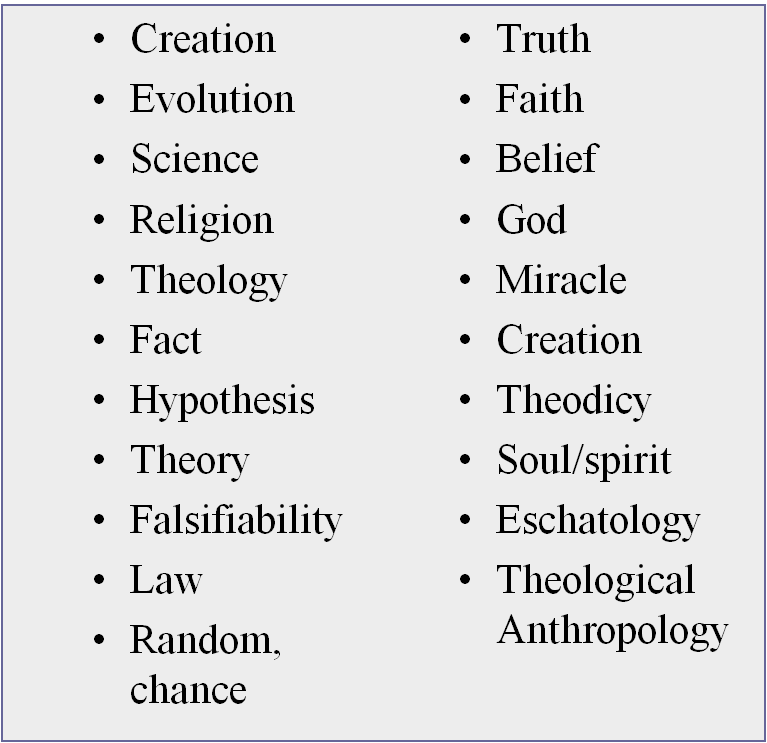 • Creation
• Evolution
• Science
• Religion
• Theology
• Fact
• Hypothesis
• Theory
• Falsifiability
• Law
• Random,
chance
• Truth
• Faith
• Belief
• God
• Miracle
• Creation
• Theodicy
• Soul/spirit
• Eschatology
• Theological
Anthropology